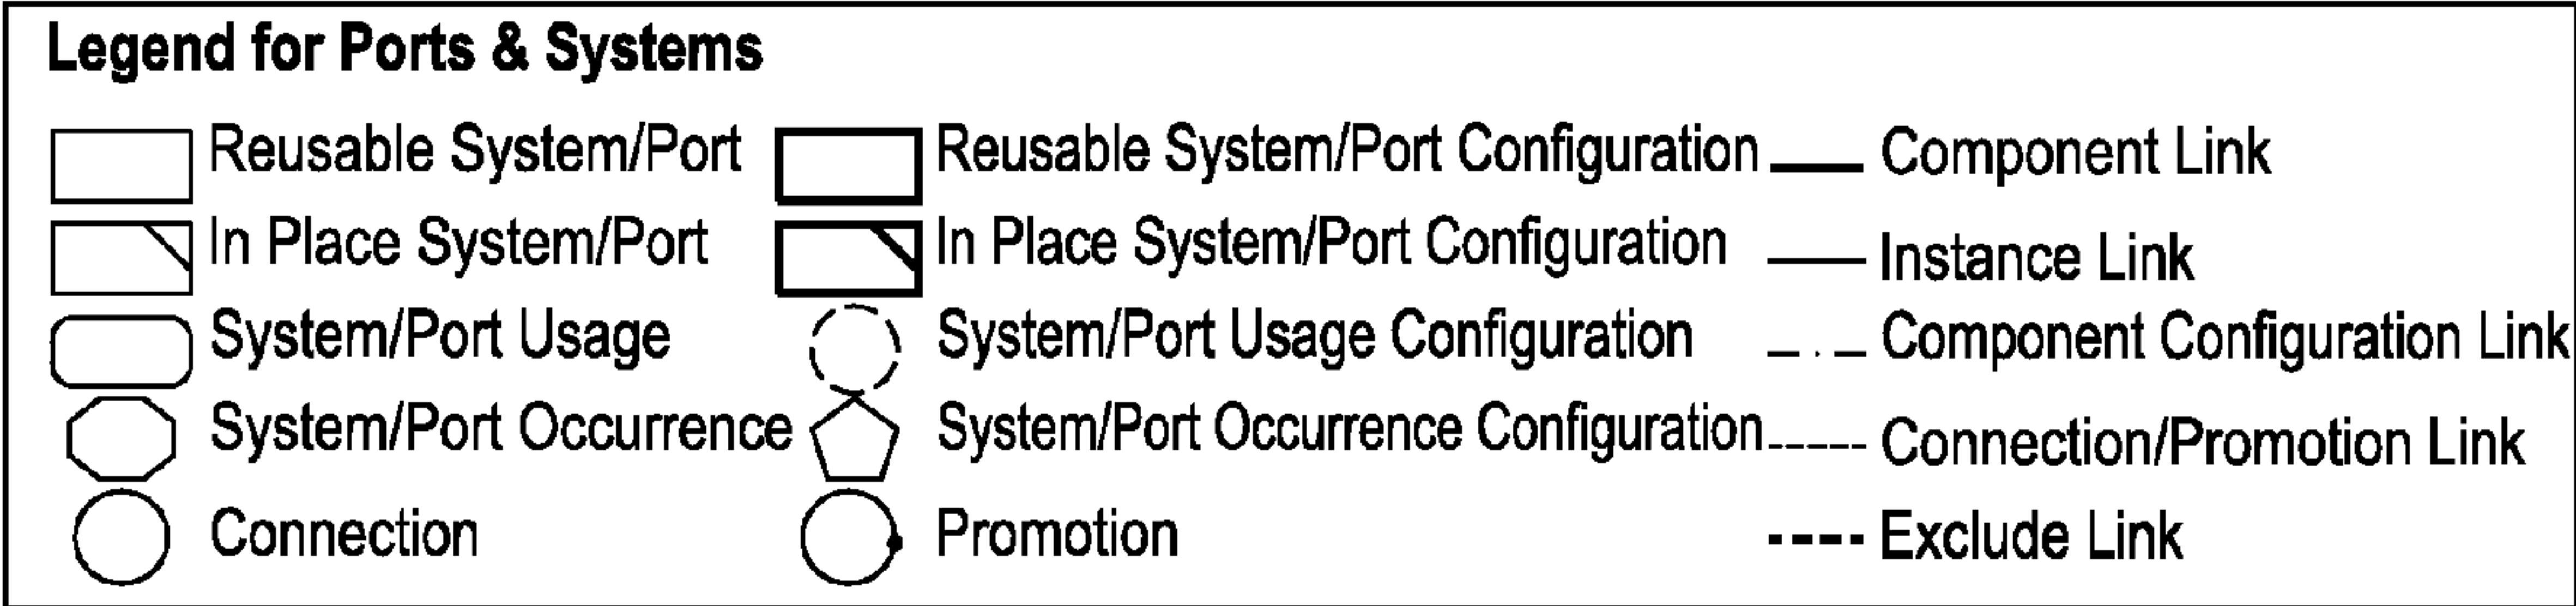 Legend for Ports & Systems
Reusable System/Port
Reusable System/Port Configuration
Component Link
In Place System/Port
In Place System/Port Configuration
Instance Link
System/Port Usage
System/Port Usage Configuration
Component Configuration Link
System/Port Occurrence
System/Port Occurrence Configuration
Connection/Promotion Link
Connection
Promotion
Exclude Link